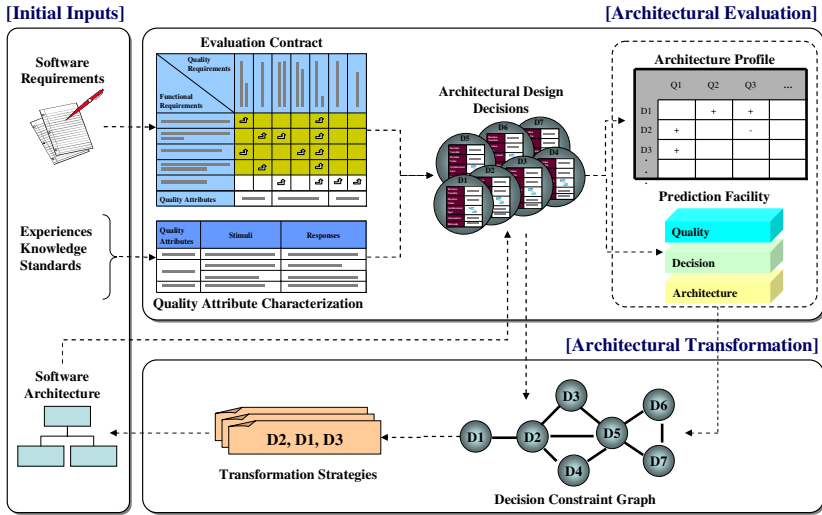 [Initial Inputs]
[Architectural Evaluation]
Software
Requirements
Experiences
Knowledge
Standards
Software
Architecture
Evaluation Contract
Quality
Requirements
Functional
Requirements
Quality Attributes
Quality
Attributes
Stimuli
Responses
Quality Attribute Characterization
Architectural Design
Decisions
D7
D6
D5
D4
D3
D2
D1
Architecture Profile
Q1 Q2 Q3 ...
D1 + +
D2 + -
D3 +
Prediction Facility
Quality
Decision
Architecture
[Architectural Transformation]
D2, D1, D3
Transformation Strategies
D1
D2
D3
D4
D5
D6
D7
Decision Constraint Graph